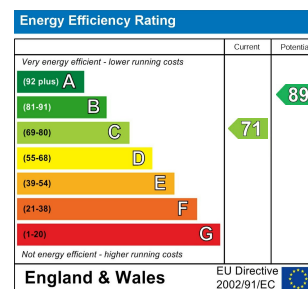 Energy Efficiency Rating
Current Potentia
Very energy efficient - lower running costs
(92 plus) A
(81-91) B
89
(69-80) C
71
(55-68) D
(39-54) E
(21-38) F
(1-20) G
Not energy efficient - higher running costs
England & Wales
EU Directive
2002/91/EC